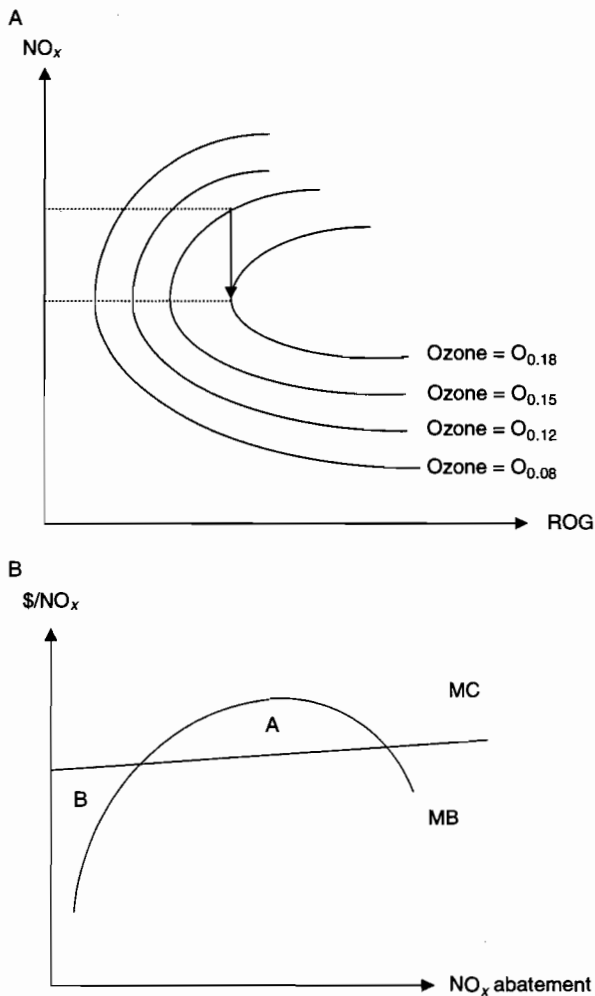 A
NOₓ
Ozone = O₀.₁₈
Ozone = O₀.₁₅
Ozone = O₀.₁₂
Ozone = O₀.₀₈
ROG
B
$/NOₓ
MC
A
B
MB
NOₓ abatement